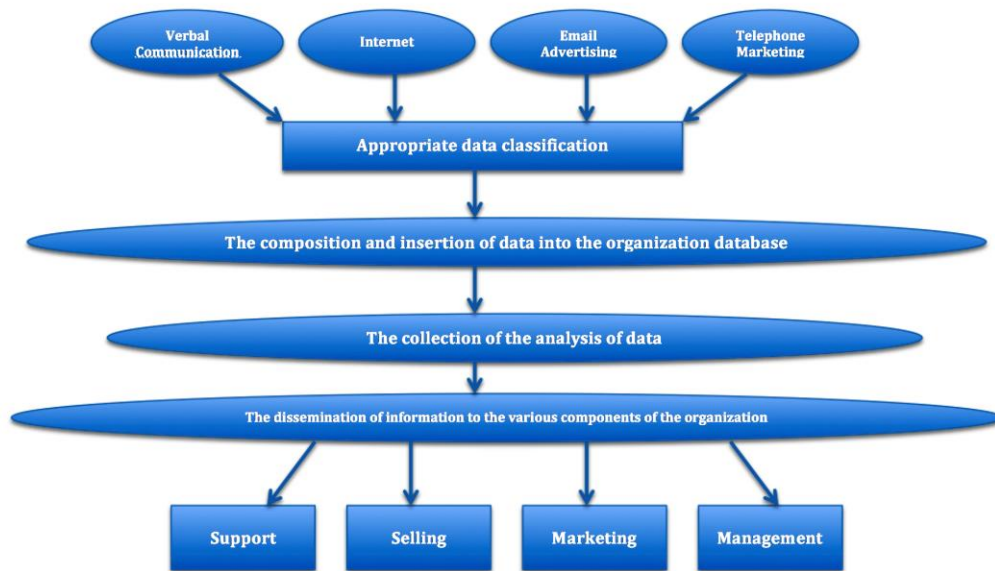 Verbal
Communication
Internet
Email
Advertising
Telephone
Marketing
Appropriate data classification
The composition and insertion of data into the organization database
The collection of the analysis of data
The dissemination of information to the various components of the organization
Support
Selling
Marketing
Management